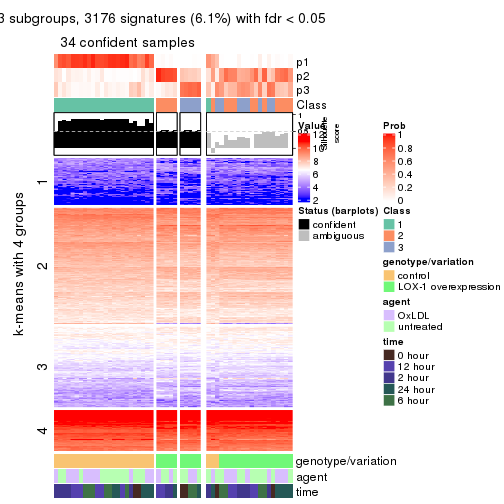 3 subgroups, 3176 signatures (6.1%) with fdr < 0.05
34 confident samples
p1
p2
p3
Class
1
0.5
score
k-means with 4 groups
1
2
3
4
Value
12
10
8
6
4
2
Status (barplots)
confident
ambiguous
Prob
1
0.8
0.6
0.4
0.2
0
Class
1
2
3
genotype/variation
control
LOX-1 overexpression
agent
OxLDL
untreated
time
0 hour
12 hour
2 hour
24 hour
6 hour
genotype/variation
agent
time